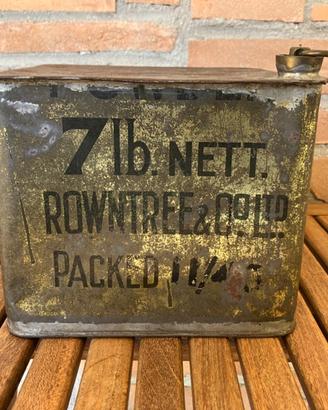 7lb. NETT.
ROWNTREE & Co. LTD.
PACKED